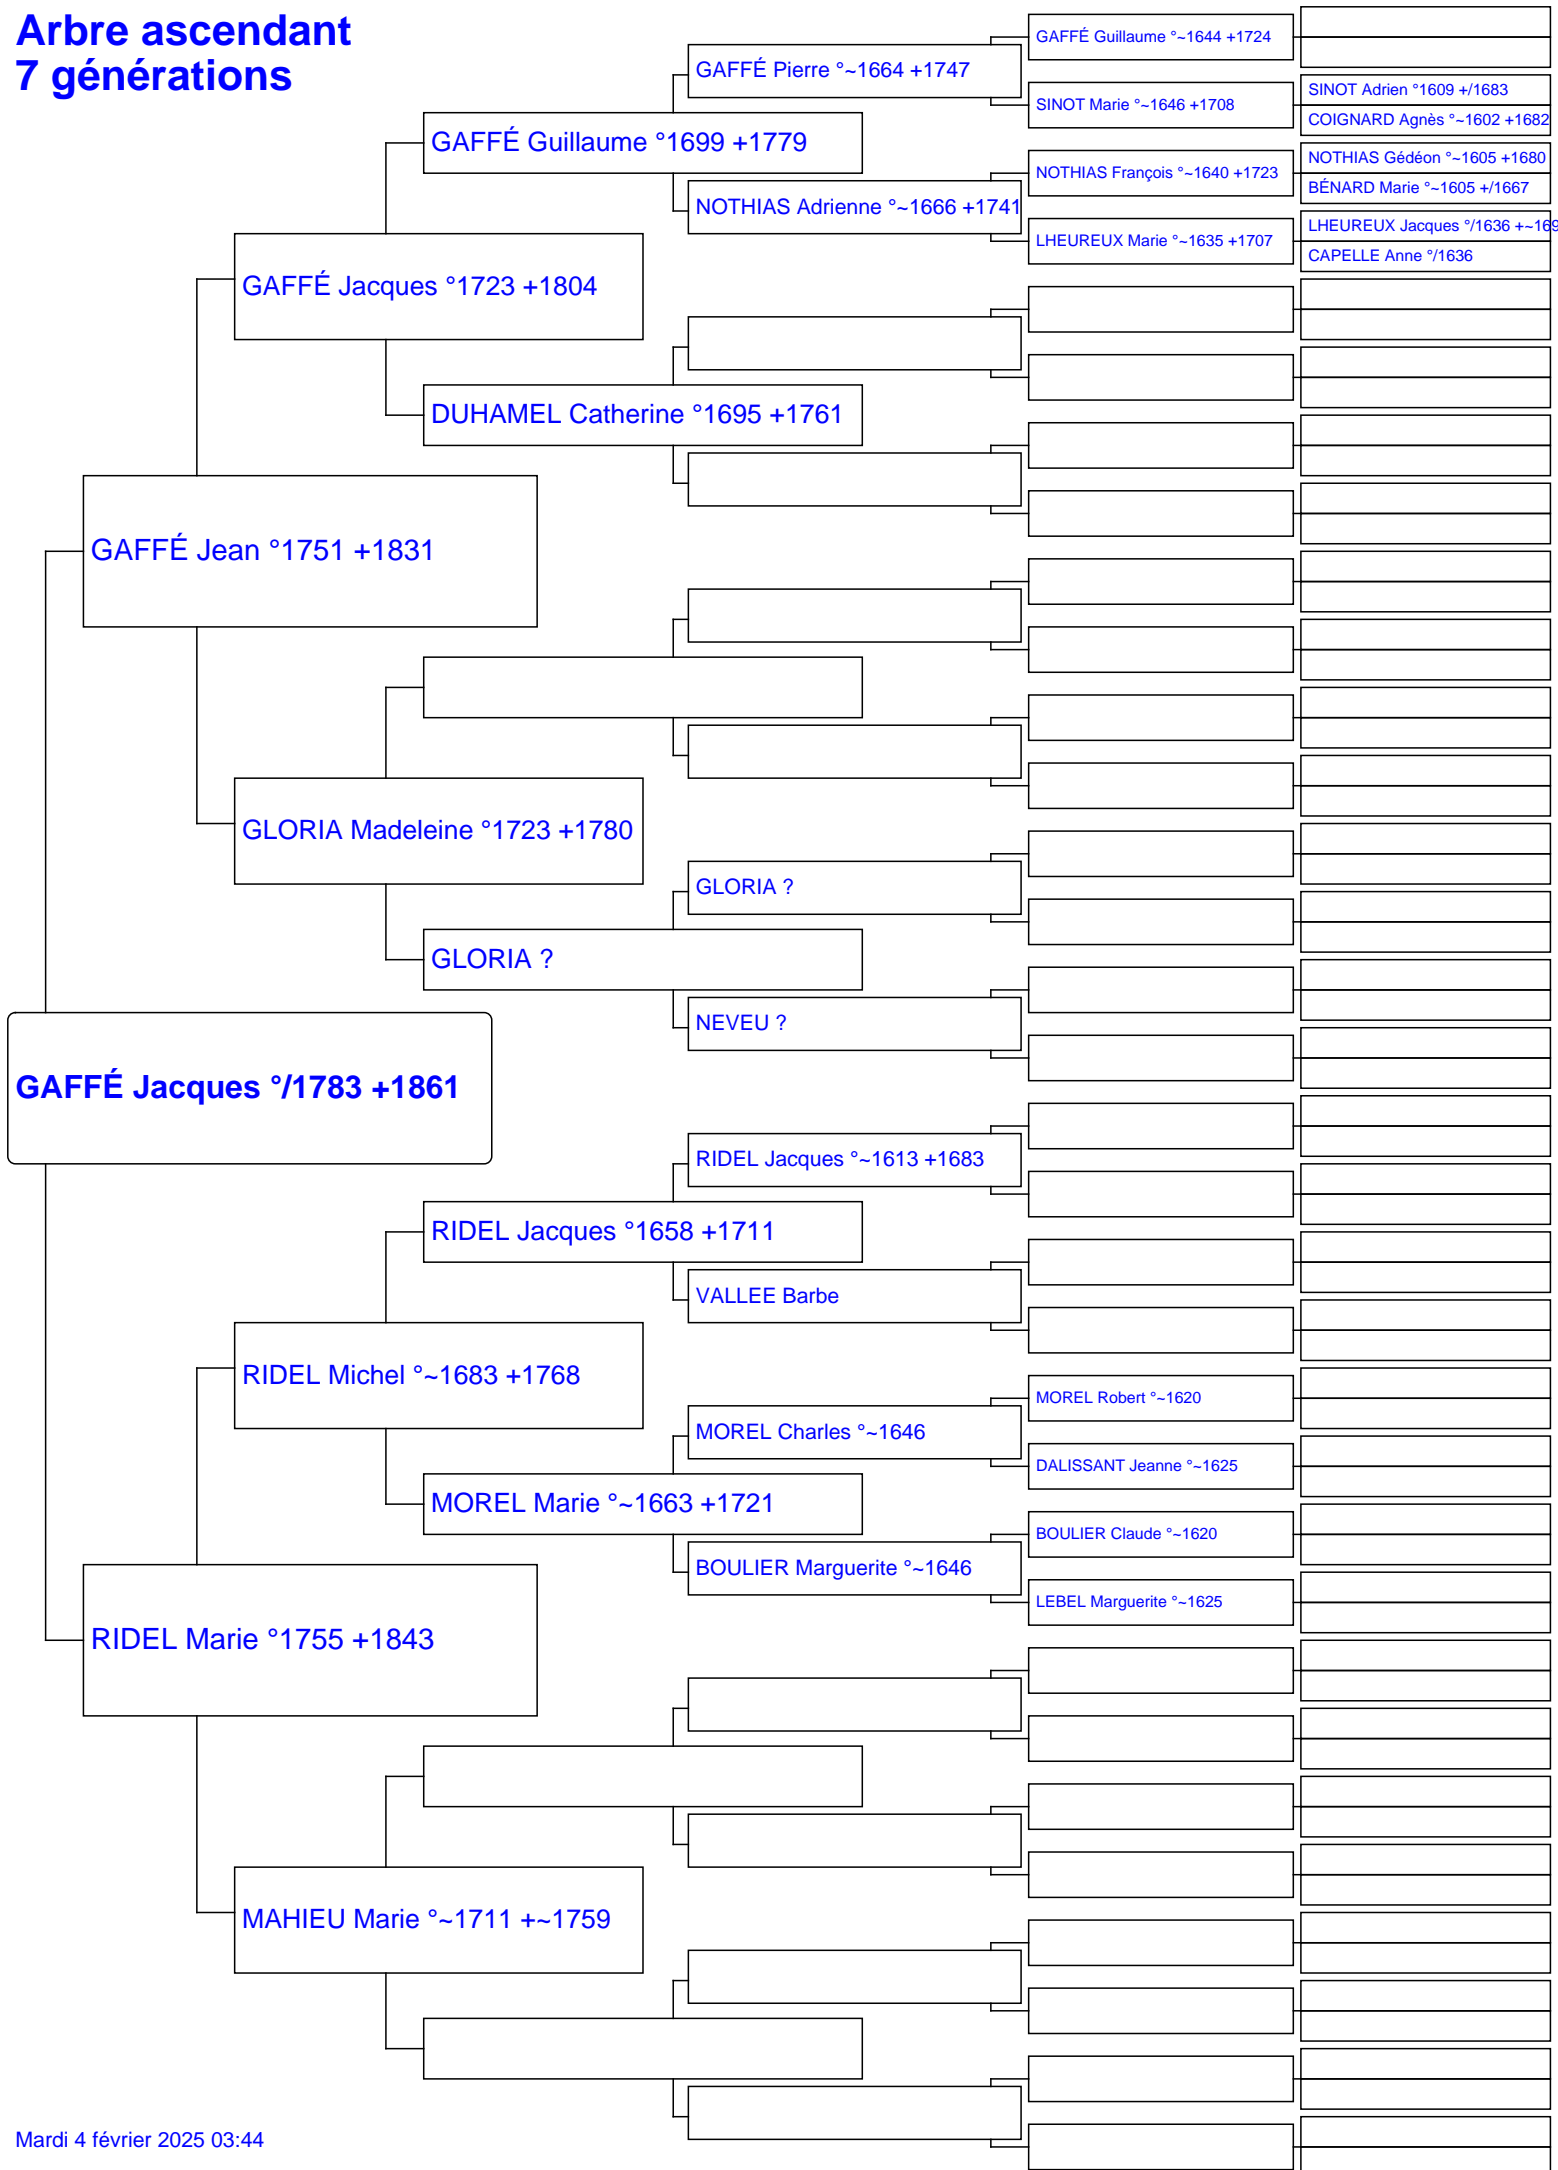 Arbre ascendant
7 générations
GAFFÉ Guillaume °~1644 +1724
GAFFÉ Pierre °~1664 +1747
SINOT Adrien °1609 +/1683
SINOT Marie °~1646 +1708
COIGNARD Agnès °~1602 +1682
GAFFÉ Guillaume °1699 +1779
NOTHIAS Gédéon °~1605 +1680
NOTHIAS François °~1640 +1723
BÉNARD Marie °~1605 +/1667
NOTHIAS Adrienne °~1666 +1741
LHEUREUX Jacques °/1636 +~169
LHEUREUX Marie °~1635 +1707
CAPELLE Anne °/1636
GAFFÉ Jacques °1723 +1804
DUHAMEL Catherine °1695 +1761
GAFFÉ Jean °1751 +1831
GLORIA Madeleine °1723 +1780
GLORIA ?
GLORIA ?
NEVEU ?
GAFFÉ Jacques °/1783 +1861
RIDEL Jacques °~1613 +1683
RIDEL Jacques °1658 +1711
VALLEE Barbe
RIDEL Michel °~1683 +1768
MOREL Robert °~1620
MOREL Charles °~1646
DALISSANT Jeanne °~1625
MOREL Marie °~1663 +1721
BOULIER Claude °~1620
BOULIER Marguerite °~1646
LEBEL Marguerite °~1625
RIDEL Marie °1755 +1843
MAHIEU Marie °~1711 +~1759
Mardi 4 février 2025 03:44